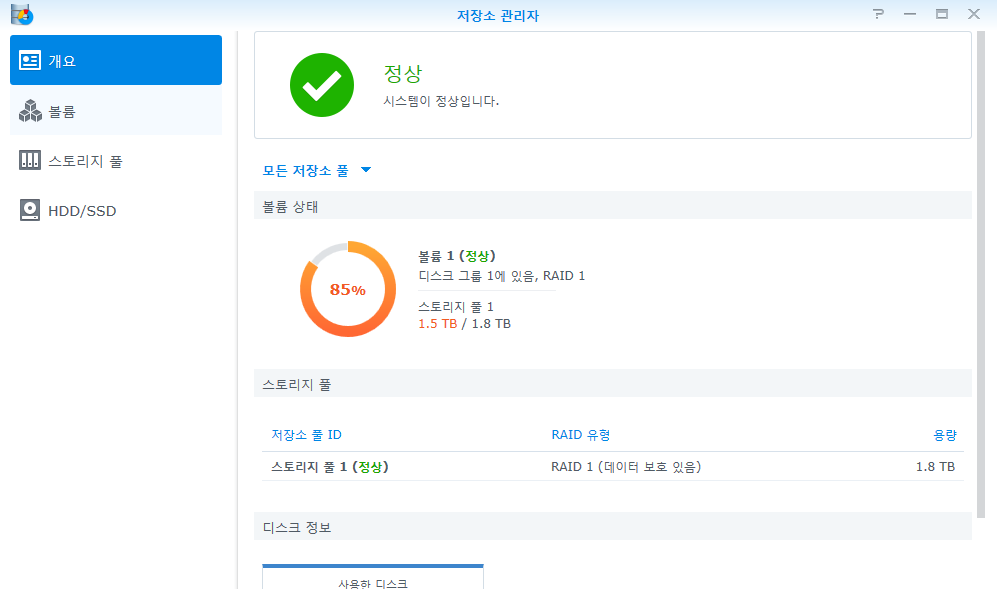 저장소 관리자
개요
볼륨
스토리지 풀
HDD/SSD
정상
시스템이 정상입니다.
모든 저장소 풀
볼륨 상태
85%
볼륨 1 (정상)
디스크 그룹 1에 있음, RAID 1
스토리지 풀 1
1.5 TB / 1.8 TB
스토리지 풀
저장소 풀 ID RAID 유형 용량
스토리지 풀 1 (정상) RAID 1 (데이터 보호 있음) 1.8 TB
디스크 정보
사용한 디스크